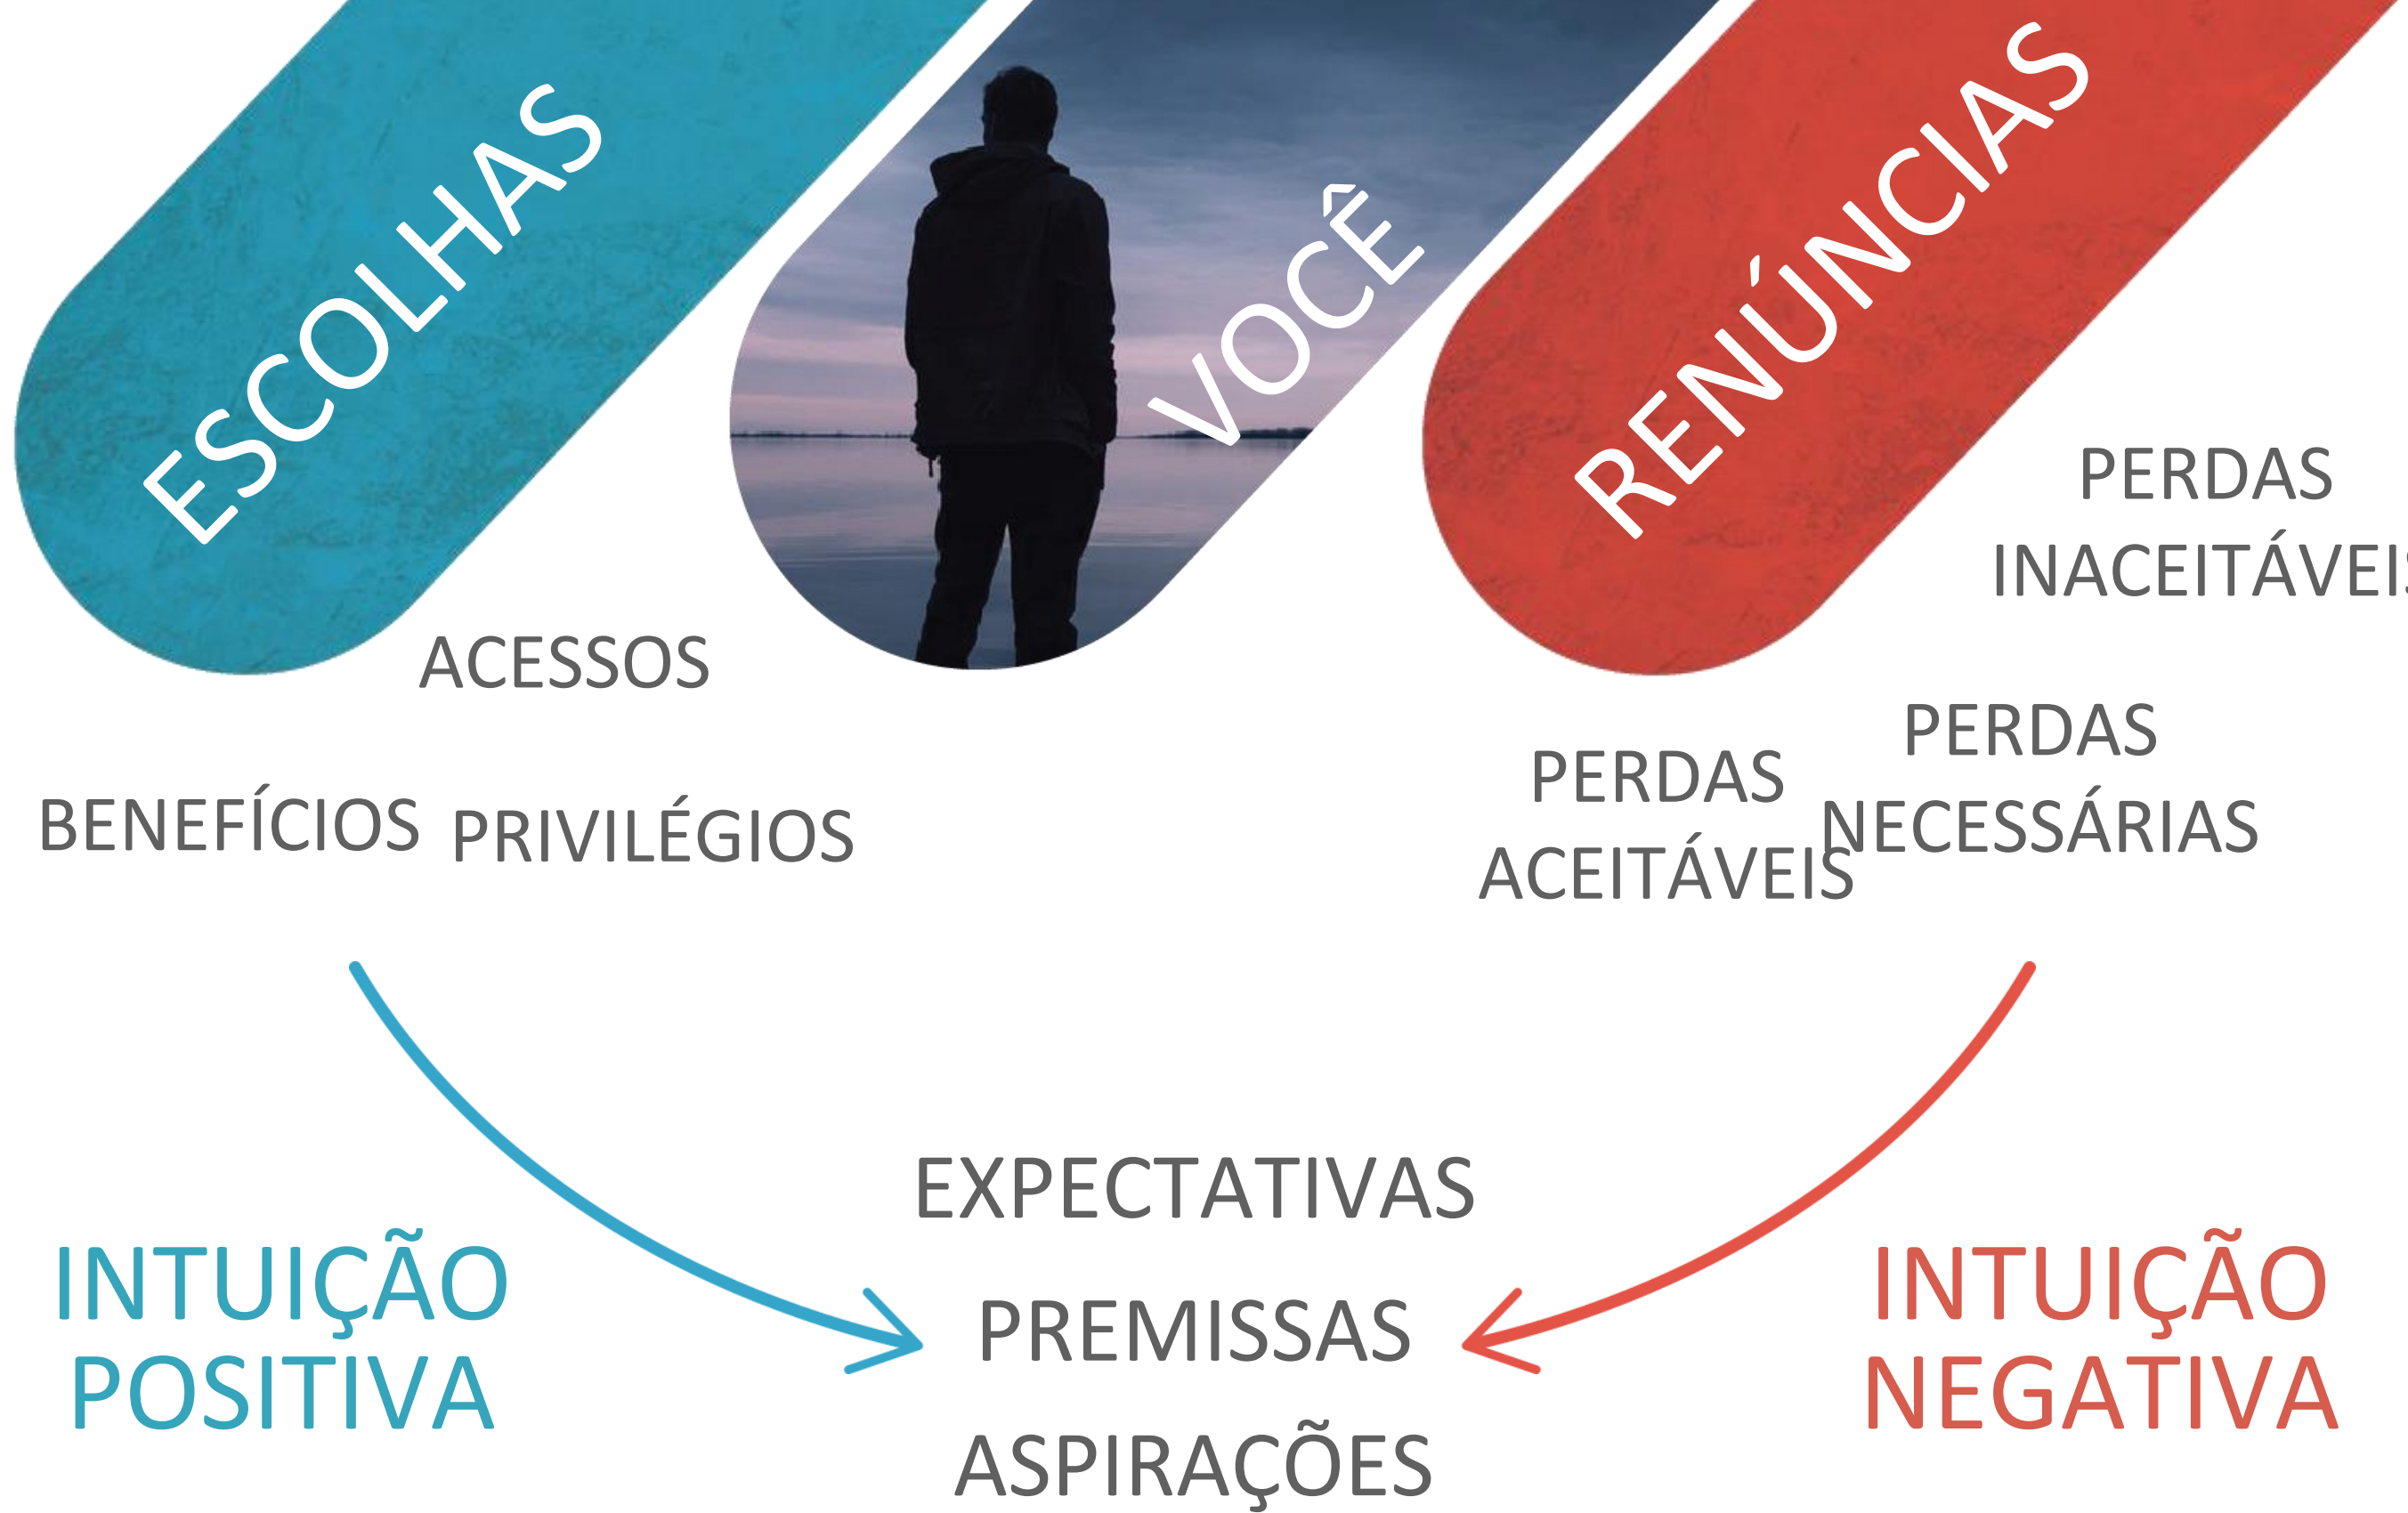 ESCOLHAS
VOCÊ
RENÚNCIAS
ACESSOS
BENEFÍCIOS
PRIVILÉGIOS
PERDAS
INACEITÁVEIS
PERDAS
NECESSÁRIAS
PERDAS
ACEITÁVEIS
EXPECTATIVAS
PREMISSAS
ASPIRAÇÕES
INTUIÇÃO
POSITIVA
INTUIÇÃO
NEGATIVA